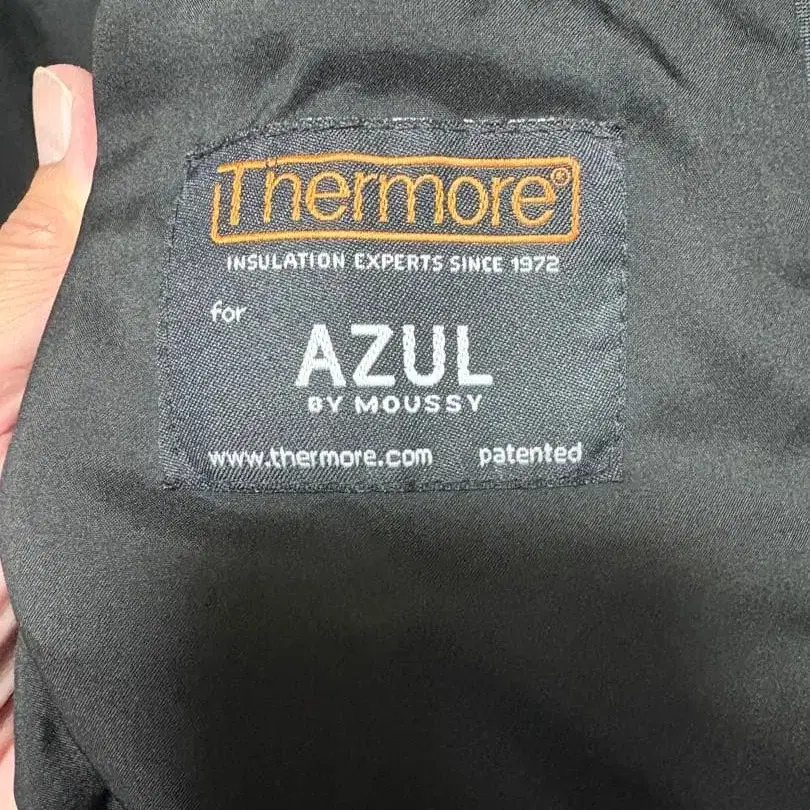 Thermore®
INSULATION EXPERTS SINCE 1972
for
AZUL
BY MOUSSY
www.thermore.com patented